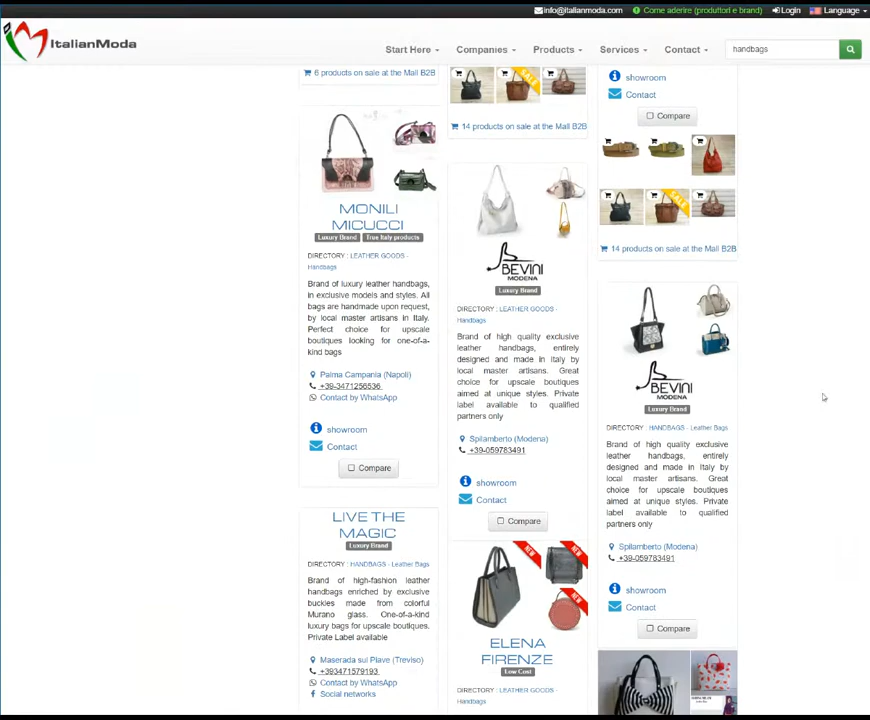 info@italianmoda.com
Come aderire (produttori e brand)
Login
Language
ItalianModa
Start Here
Companies
Products
Services
Contact
handbags
6 products on sale at the Mall B2B
MONILI
MICUCCI
Luxury Brand
True Italy products
DIRECTORY : LEATHER GOODS -
Handbags
Brand of luxury leather handbags,
in exclusive models and styles. All
bags are handmade upon request,
by local master artisans in Italy.
Perfect choice for upscale
boutiques looking for one-of-a-
kind bags
Palma Campania (Napoli)
+39-3471256536
Contact by WhatsApp
showroom
Contact
Compare
LIVE THE
MAGIC
Luxury Brand
DIRECTORY : HANDBAGS - Leather Bags
Brand of high-fashion leather
handbags enriched by exclusive
buckles made from colorful
Murano glass. One-of-a-kind
luxury bags for upscale boutiques.
Private Label available
Maserada sul Piave (Treviso)
+393471579193
Contact by WhatsApp
Social networks
SALE
14 products on sale at the Mall B2B
BEVINI
MODENA
Luxury Brand
DIRECTORY : LEATHER GOODS -
Handbags
Brand of high quality exclusive
leather handbags, entirely
designed and made in Italy by
local master artisans. Great
choice for upscale boutiques
aimed at unique styles. Private
label available to qualified
partners only
Spilamberto (Modena)
+39-059783491
showroom
Contact
Compare
NEW
NEW
NEW
ELENA
FIRENZE
Low Cost
DIRECTORY : LEATHER GOODS -
Handbags
showroom
Contact
Compare
SALE
14 products on sale at the Mall B2B
BEVINI
MODENA
Luxury Brand
DIRECTORY : HANDBAGS - Leather Bags
Brand of high quality exclusive
leather handbags, entirely
designed and made in Italy by
local master artisans. Great
choice for upscale boutiques
aimed at unique styles. Private
label available to qualified
partners only
Spilamberto (Modena)
+39-059783491
showroom
Contact
Compare